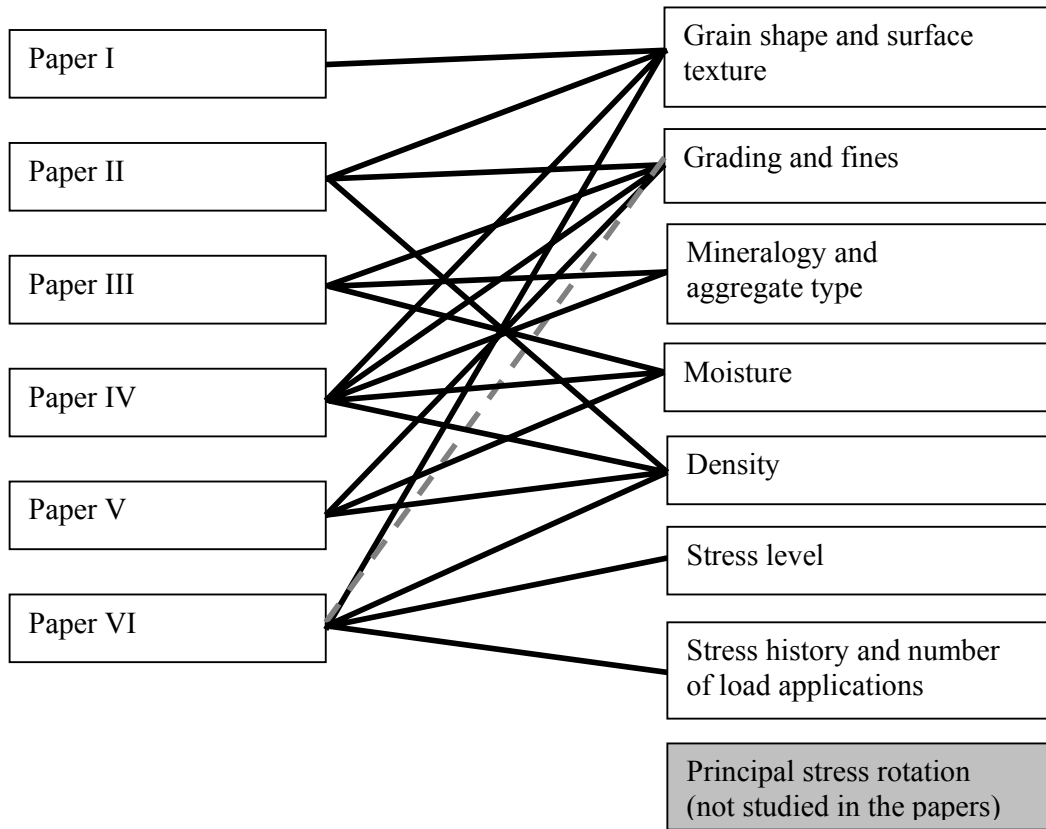 Paper I
Paper II
Paper III
Paper IV
Paper V
Paper VI
Grain shape and surface
texture
Grading and fines
Mineralogy and
aggregate type
Moisture
Density
Stress level
Stress history and number
of load applications
Principal stress rotation
(not studied in the papers)